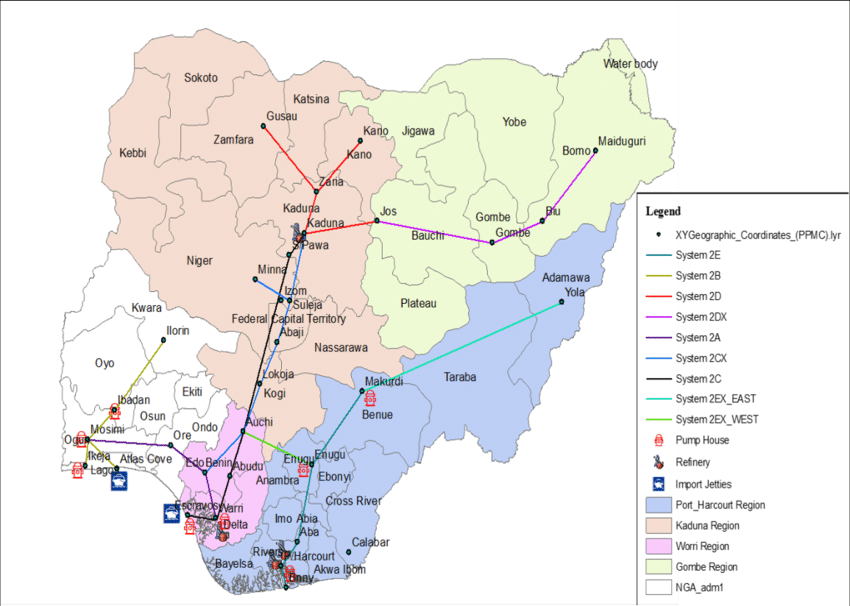 Water body
Sokoto
Katsina
Gusau
Yobe
Kano
Jigawa
Zamfara
Maiduguri
Kano
Bomo
Kebbi
Zaria
Kaduna
Jos
Biu
Gombe
Kaduna
Gombe
Bauchi
S/Pawa
Niger
Minna
Adamawa
Izom
Yola
Suleja
Plateau
Kwara
Federal Capital Territory
Ilorin
Abaji
Nassarawa
Oyo
Lokoja
Taraba
Makurdi
Ekiti
Kogi
Ibadan
Benue
Osun
Auchi
Ondo
Mosimi
Ore
Ogun
Enugu
Enugu
Ikeja
Atlas Cove
Edo
Benin
Abudu
Lagos
Ebonyi
Anambra
Cross River
Escravos
Warri
Imo
Abia
Delta
Aba
Calabar
Rivers
P/Harcourt
Bayelsa
Akwa Ibom
Bonny
Legend
XYGeographic_Coordinates_(PPMC).lyr
System 2E
System 2B
System 2D
System 2DX
System 2A
System 2CX
System 2C
System 2EX_EAST
System 2EX_WEST
Pump House
Refinery
Import Jetties
Port_Harcourt Region
Kaduna Region
Worri Region
Gombe Region
NGA_adm1